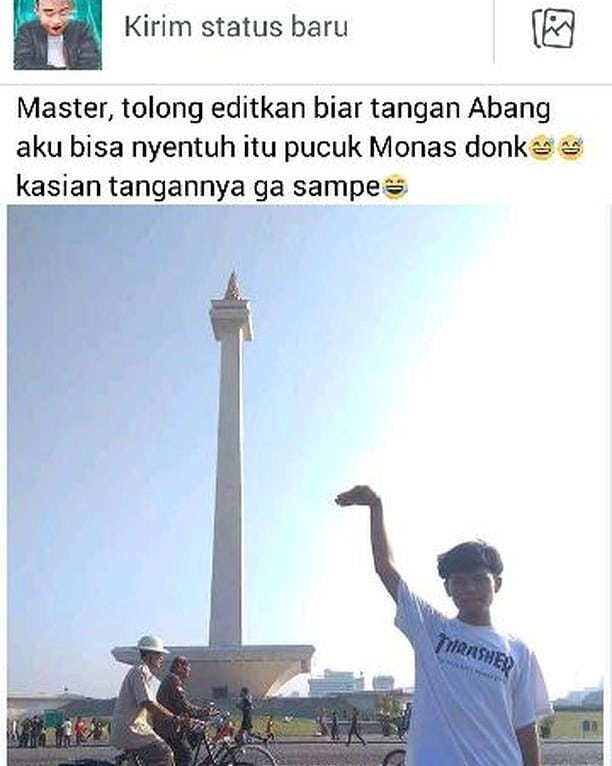 Kirim status baru
Master, tolong editkan biar tangan Abang
aku bisa nyentuh itu pucuk Monas donk😅😅
kasian tangannya ga sampe😂
THRASHER